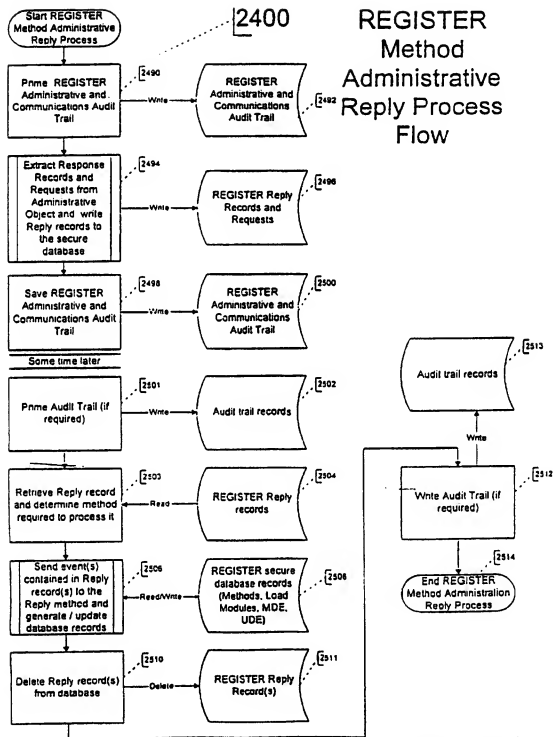 Start REGISTER
Method Administrative
Reply Process
2400
REGISTER
Method
Administrative
Reply Process
Flow
2490
Prime REGISTER
Administrative and
Communications Audit
Trail
Write
REGISTER
Administrative and
Communications Audit
Trail
2492
2494
Extract Response
Records and
Requests from
Administrative
Object and write
Reply records to
the secure
database
Write
REGISTER Reply
Records and
Requests
2496
2498
Save REGISTER
Administrative and
Communications Audit
Trail
Write
REGISTER
Administrative and
Communications
Audit Trail
2500
Some time later
2501
Prime Audit Trail (if
required)
Write
Audit trail records
2502
2503
Retrieve Reply record
and determine method
required to process it
Read
REGISTER Reply
records
2504
2506
Send event(s)
contained in Reply
record(s) to the
Reply method and
generate / update
database records
Read/Write
REGISTER secure
database records
(Methods, Load
Modules, MDE,
UDE)
2508
2510
Delete Reply record(s)
from database
Delete
REGISTER Reply
Record(s)
2511
2513
Audit trail records
Write
2512
Write Audit Trail (if
required)
2514
End REGISTER
Method Administration
Reply Process